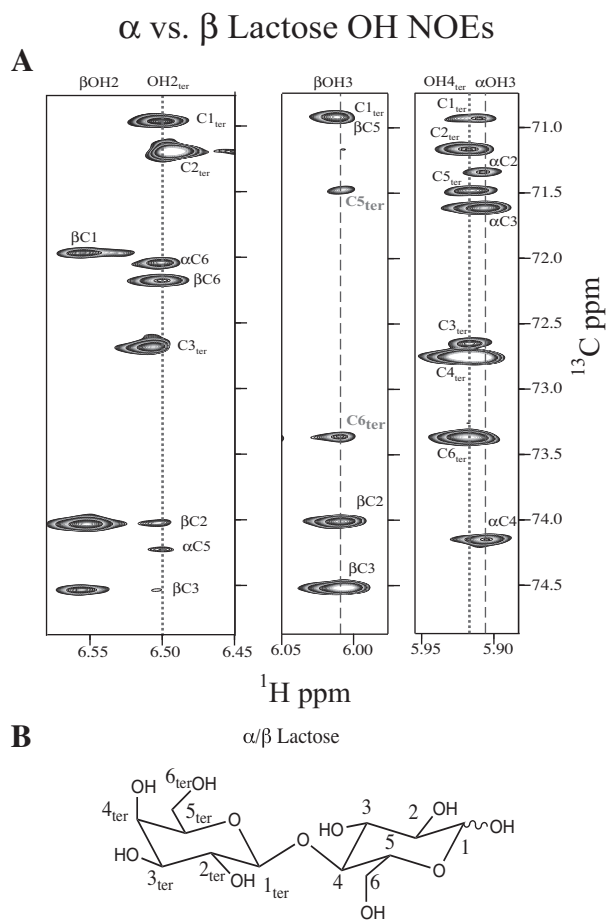 α vs. β Lactose OH NOEs
A
βOH2 OH2ter βOH3 OH4ter αOH3
C1ter C1ter C1ter 71.0
βC5 C2ter
C2ter αC2
C5ter C5ter 71.5
αC3
βC1 αC6 72.0
βC6
C3ter C3ter 72.5
C4ter 73.0
C6ter C6ter 73.5
βC2 βC2 αC4 74.0
αC5
βC3 βC3 74.5
13C ppm
6.55 6.50 6.45 6.05 6.00 5.95 5.90
1H ppm
B
α/β Lactose
6ter OH
OH
4ter 5ter O
HO
3ter 2ter OH
1ter
O
3 2 OH
HO
5 OH
4 6 O 1
OH